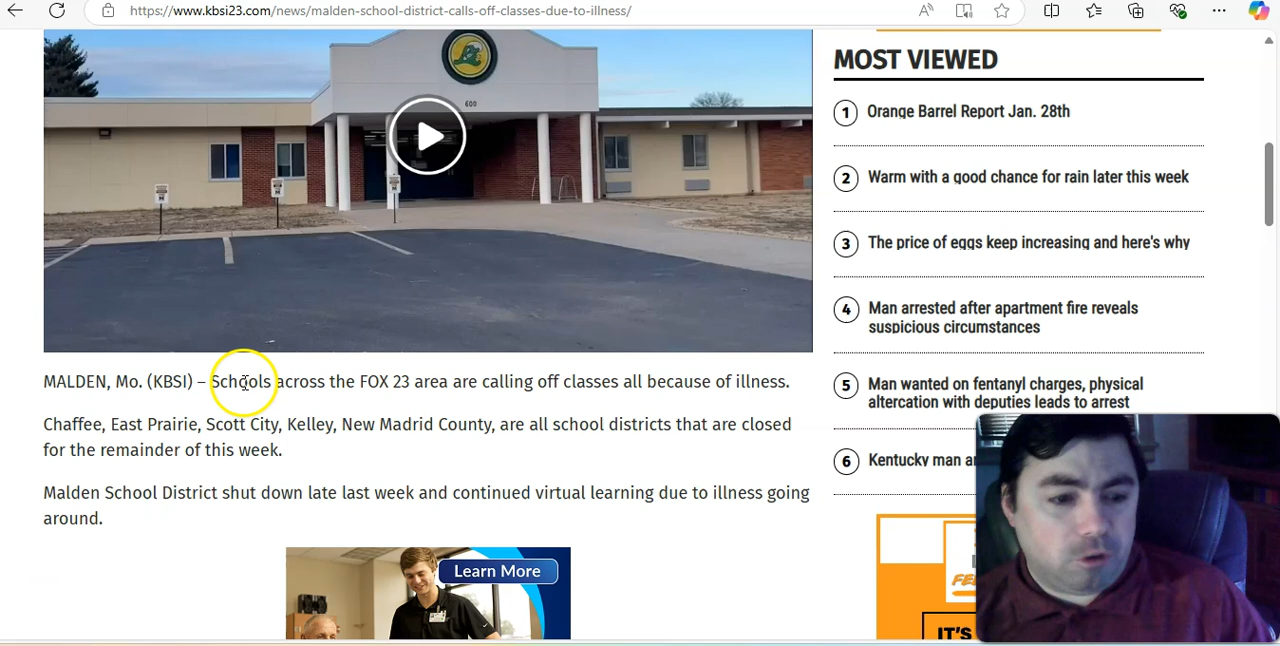 https://www.kbsi23.com/news/malden-school-district-calls-off-classes-due-to-illness/
600
MALDEN, Mo. (KBSI) – Schools across the FOX 23 area are calling off classes all because of illness.
Chaffee, East Prairie, Scott City, Kelley, New Madrid County, are all school districts that are closed
for the remainder of this week.
Malden School District shut down late last week and continued virtual learning due to illness going
around.
Learn More
MOST VIEWED
1 Orange Barrel Report Jan. 28th
2 Warm with a good chance for rain later this week
3 The price of eggs keep increasing and here's why
4 Man arrested after apartment fire reveals
suspicious circumstances
5 Man wanted on fentanyl charges, physical
altercation with deputies leads to arrest
6 Kentucky man
IT'S